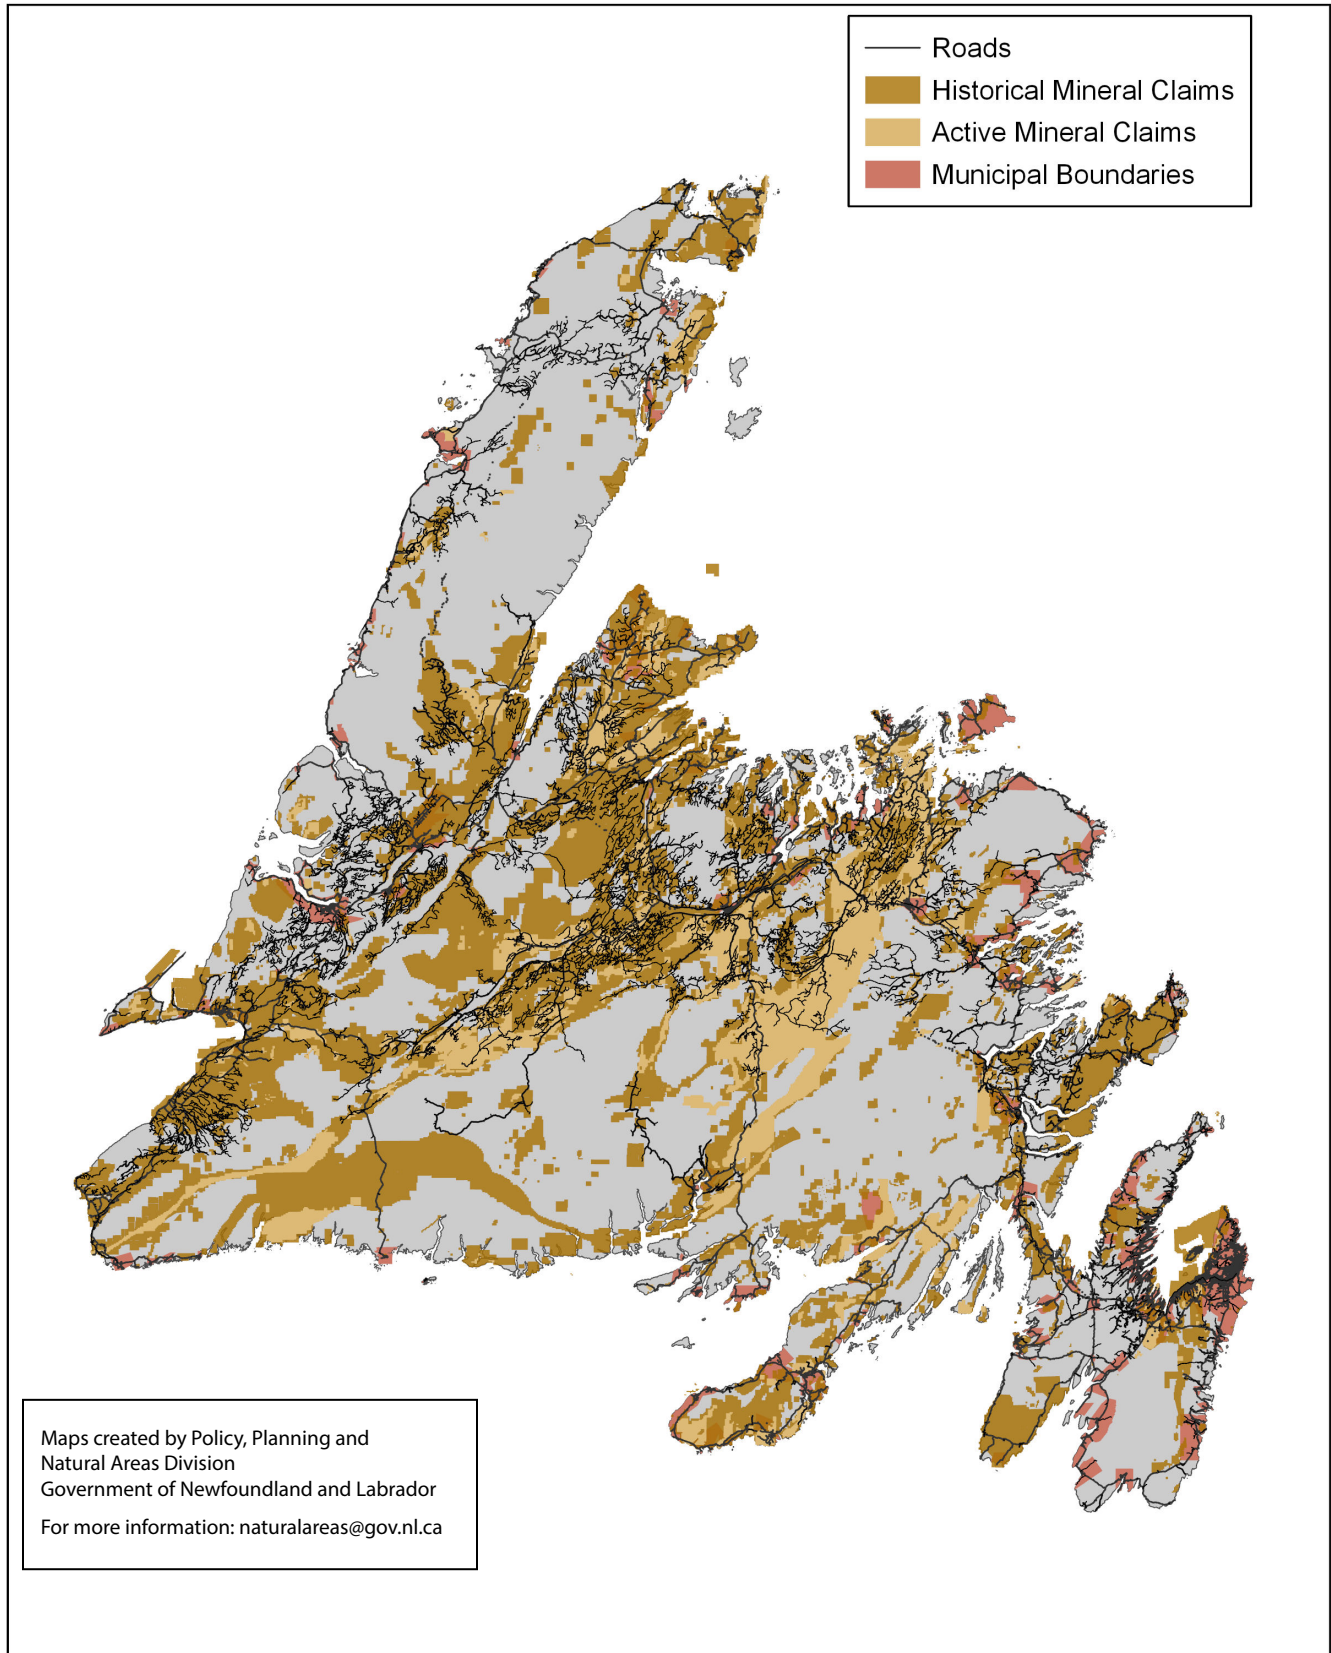 Roads
Historical Mineral Claims
Active Mineral Claims
Municipal Boundaries
Maps created by Policy, Planning and
Natural Areas Division
Government of Newfoundland and Labrador
For more information: naturalareas@gov.nl.ca